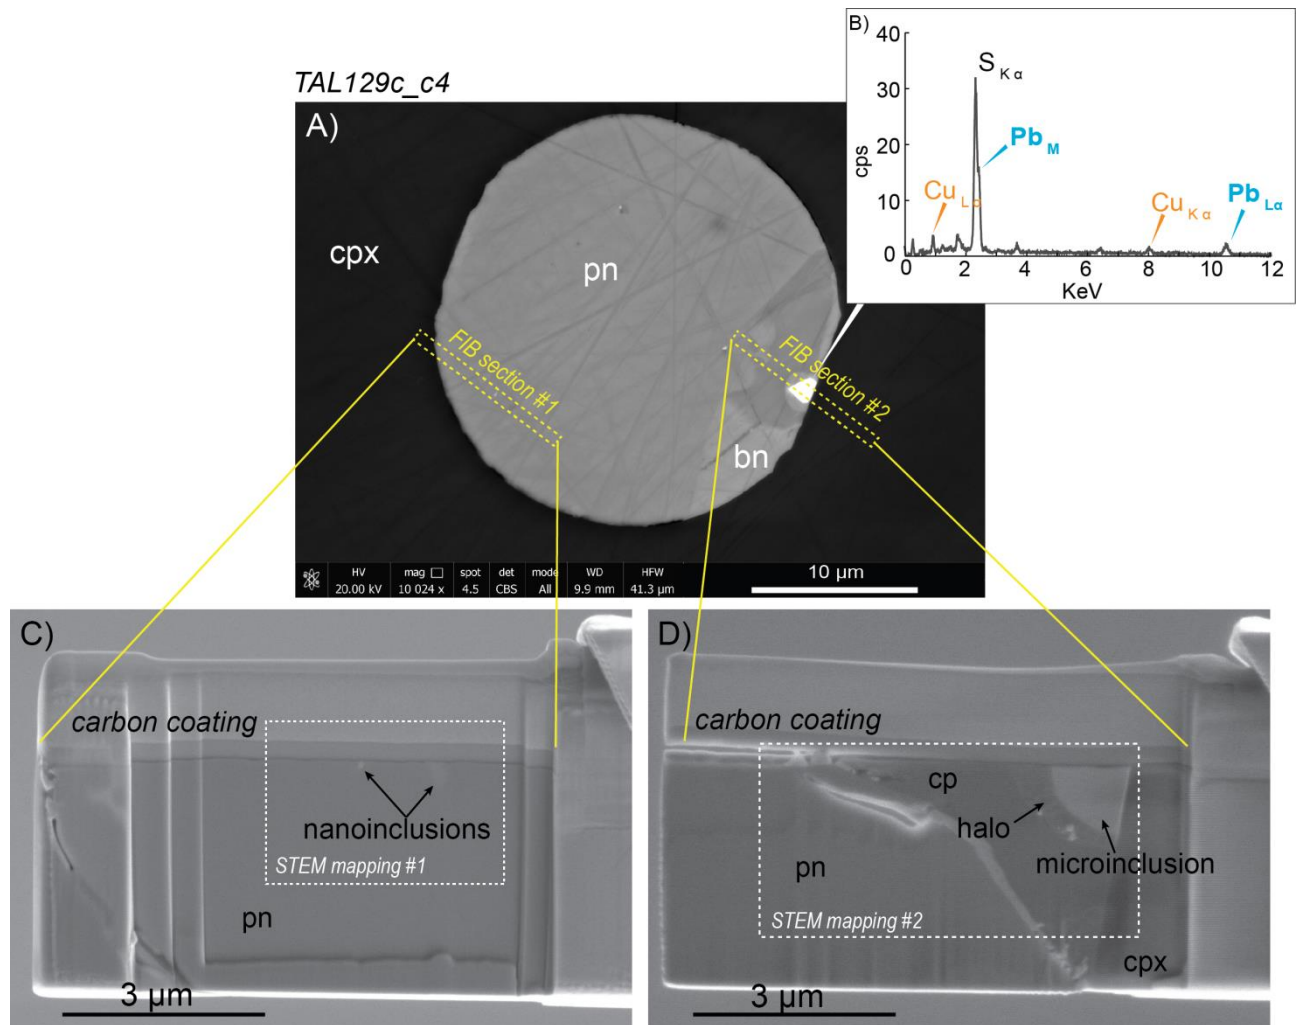 TAL129c_c4
A)
cpx
pn
bn
FIB section #1
FIB section #2
HV
20.00 kV
mag
10 024 x
spot
4.5
det
CBS
mode
All
WD
9.9 mm
HFW
41.3 µm
10 µm
B)
cps
40
30
20
10
0
S K α
Pb M
Cu L α
Cu K α
Pb Lα
0 2 4 6 8 10 12
KeV
C)
carbon coating
nanoinclusions
STEM mapping #1
pn
3 µm
D)
carbon coating
cp
halo
microinclusion
pn
STEM mapping #2
cpx
3 µm